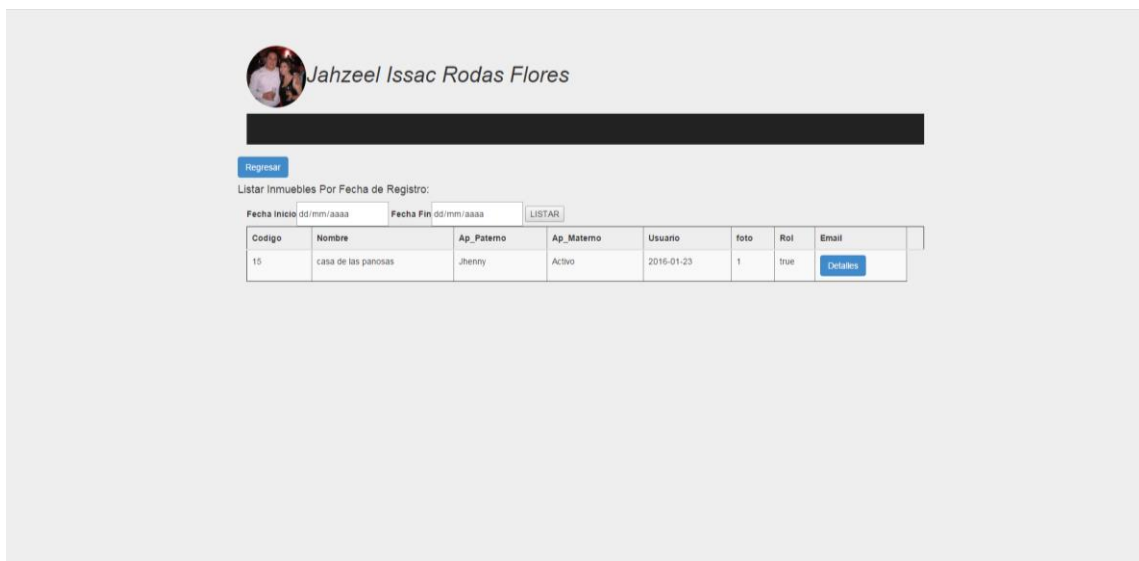 Jahzeel Issac Rodas Flores
Regresar
Listar Inmuebles Por Fecha de Registro:
Fecha Inicio dd/mm/aaaa Fecha Fin dd/mm/aaaa LISTAR
Codigo Nombre Ap_Paterno Ap_Materno Usuario foto Rol Email
15 casa de las panosas Jhenny Activo 2016-01-23 1 true Detalles